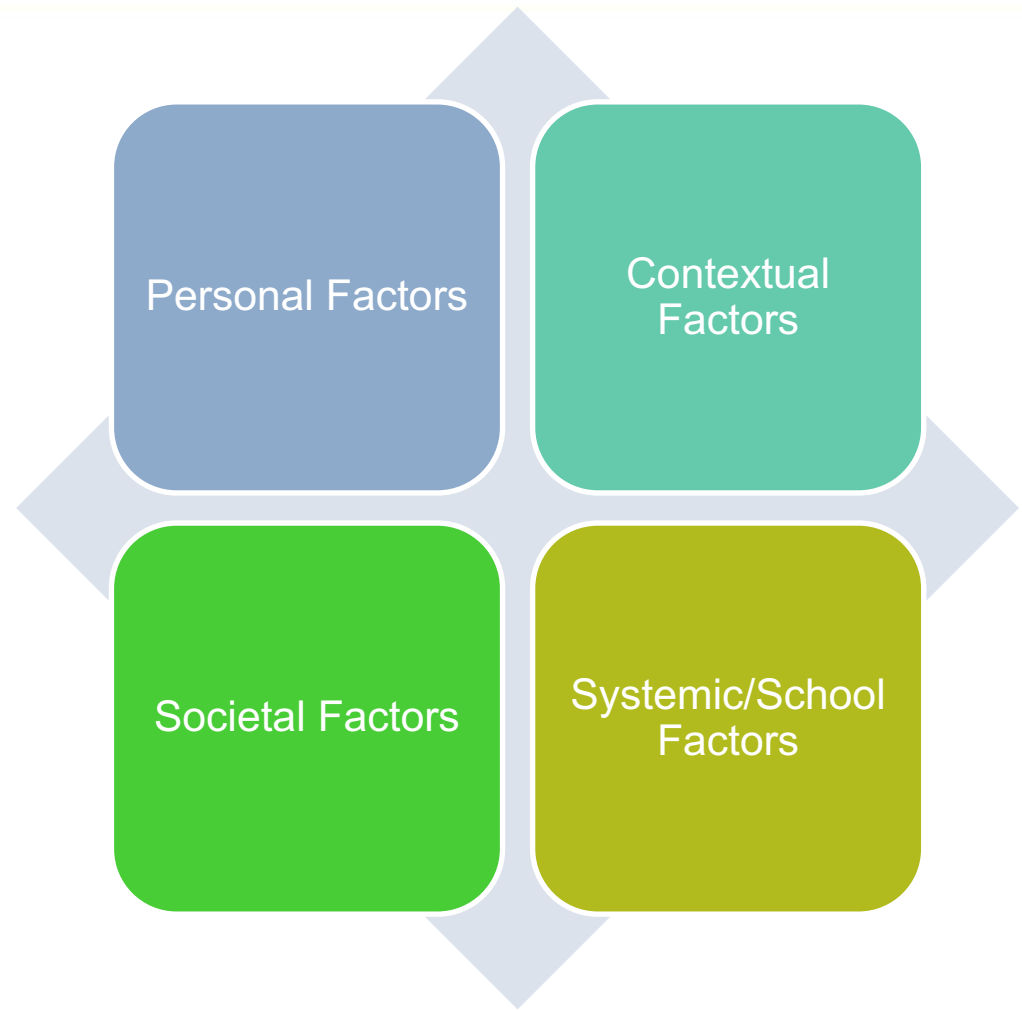 Personal Factors
Contextual
Factors
Societal Factors
Systemic/School
Factors